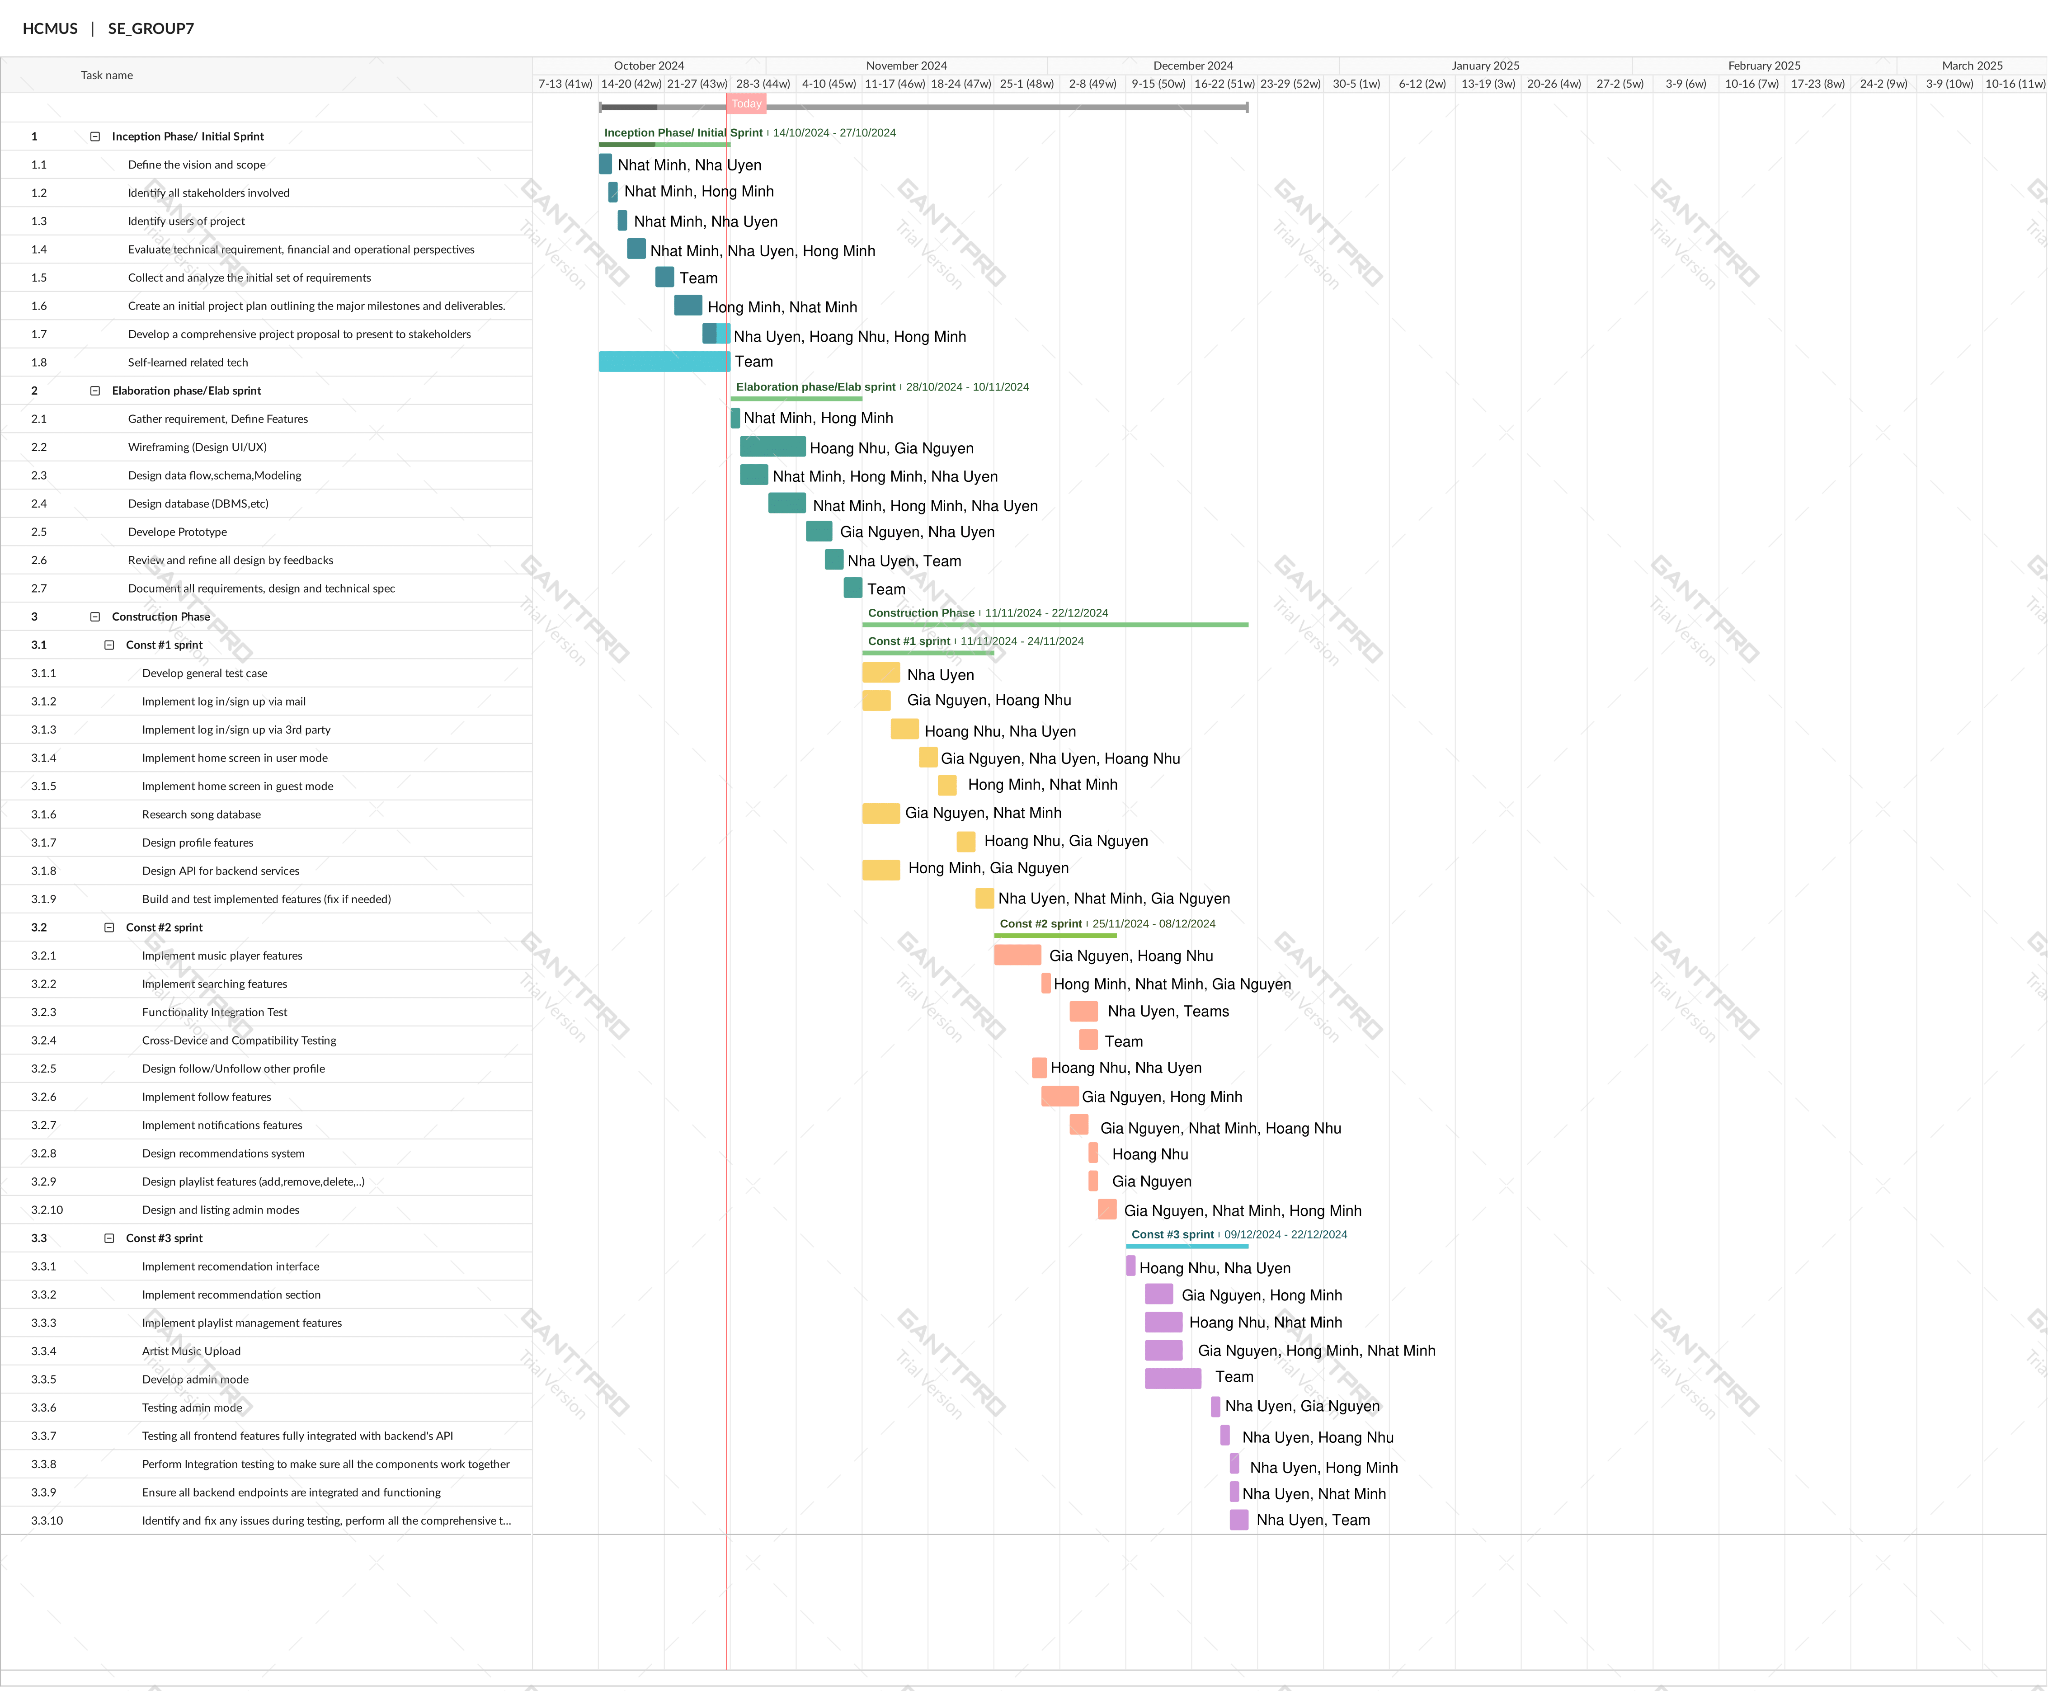 HCMUS | SE_GROUP7
Task name
October 2024 November 2024 December 2024 January 2025 February 2025 March 2025
7-13 (41w) 14-20 (42w) 21-27 (43w) 28-3 (44w) 4-10 (45w) 11-17 (46w) 18-24 (47w) 25-1 (48w) 2-8 (49w) 9-15 (50w) 16-22 (51w) 23-29 (52w) 30-5 (1w) 6-12 (2w) 13-19 (3w) 20-26 (4w) 27-2 (5w) 3-9 (6w) 10-16 (7w) 17-23 (8w) 24-2 (9w) 3-9 (10w) 10-16 (11w)
Today
1 Inception Phase/ Initial Sprint Inception Phase/ Initial Sprint 14/10/2024 - 27/10/2024
1.1 Define the vision and scope Nhat Minh, Nha Uyen
1.2 Identify all stakeholders involved Nhat Minh, Hong Minh
1.3 Identify users of project Nhat Minh, Nha Uyen
1.4 Evaluate technical requirement, financial and operational perspectives Nhat Minh, Nha Uyen, Hong Minh
1.5 Collect and analyze the initial set of requirements Team
1.6 Create an initial project plan outlining the major milestones and deliverables. Hong Minh, Nhat Minh
1.7 Develop a comprehensive project proposal to present to stakeholders Nha Uyen, Hoang Nhu, Hong Minh
1.8 Self-learned related tech Team
2 Elaboration phase/Elab sprint Elaboration phase/Elab sprint 28/10/2024 - 10/11/2024
2.1 Gather requirement, Define Features Nhat Minh, Hong Minh
2.2 Wireframing (Design UI/UX) Hoang Nhu, Gia Nguyen
2.3 Design data flow,schema,Modeling Nhat Minh, Hong Minh, Nha Uyen
2.4 Design database (DBMS,etc) Nhat Minh, Hong Minh, Nha Uyen
2.5 Develope Prototype Gia Nguyen, Nha Uyen
2.6 Review and refine all design by feedbacks Nha Uyen, Team
2.7 Document all requirements, design and technical spec Team
3 Construction Phase Construction Phase 11/11/2024 - 22/12/2024
3.1 Const #1 sprint Const #1 sprint 11/11/2024 - 24/11/2024
3.1.1 Develop general test case Nha Uyen
3.1.2 Implement log in/sign up via mail Gia Nguyen, Hoang Nhu
3.1.3 Implement log in/sign up via 3rd party Hoang Nhu, Nha Uyen
3.1.4 Implement home screen in user mode Gia Nguyen, Nha Uyen, Hoang Nhu
3.1.5 Implement home screen in guest mode Hong Minh, Nhat Minh
3.1.6 Research song database Gia Nguyen, Nhat Minh
3.1.7 Design profile features Hoang Nhu, Gia Nguyen
3.1.8 Design API for backend services Hong Minh, Gia Nguyen
3.1.9 Build and test implemented features (fix if needed) Nha Uyen, Nhat Minh, Gia Nguyen
3.2 Const #2 sprint Const #2 sprint 25/11/2024 - 08/12/2024
3.2.1 Implement music player features Gia Nguyen, Hoang Nhu
3.2.2 Implement searching features Hong Minh, Nhat Minh, Gia Nguyen
3.2.3 Functionality Integration Test Nha Uyen, Teams
3.2.4 Cross-Device and Compatibility Testing Team
3.2.5 Design follow/Unfollow other profile Hoang Nhu, Nha Uyen
3.2.6 Implement follow features Gia Nguyen, Hong Minh
3.2.7 Implement notifications features Gia Nguyen, Nhat Minh, Hoang Nhu
3.2.8 Design recommendations system Hoang Nhu
3.2.9 Design playlist features (add,remove,delete,..) Gia Nguyen
3.2.10 Design and listing admin modes Gia Nguyen, Nhat Minh, Hong Minh
3.3 Const #3 sprint Const #3 sprint 09/12/2024 - 22/12/2024
3.3.1 Implement recomendation interface Hoang Nhu, Nha Uyen
3.3.2 Implement recommendation section Gia Nguyen, Hong Minh
3.3.3 Implement playlist management features Hoang Nhu, Nhat Minh
3.3.4 Artist Music Upload Gia Nguyen, Hong Minh, Nhat Minh
3.3.5 Develop admin mode Team
3.3.6 Testing admin mode Nha Uyen, Gia Nguyen
3.3.7 Testing all frontend features fully integrated with backend's API Nha Uyen, Hoang Nhu
3.3.8 Perform Integration testing to make sure all the components work together Nha Uyen, Hong Minh
3.3.9 Ensure all backend endpoints are integrated and functioning Nha Uyen, Nhat Minh
3.3.10 Identify and fix any issues during testing, perform all the comprehensive t... Nha Uyen, Team
GANTTPRO
Trial Version